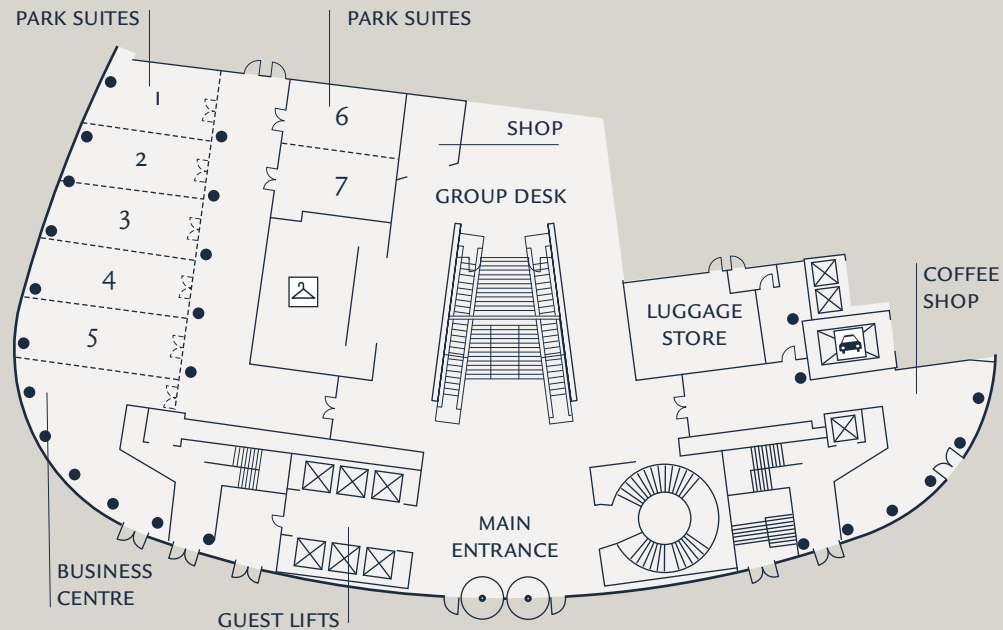 PARK SUITES
PARK SUITES
1
6
SHOP
2
7
GROUP DESK
3
4
COFFEE
SHOP
LUGGAGE
STORE
5
MAIN
ENTRANCE
BUSINESS
CENTRE
GUEST LIFTS